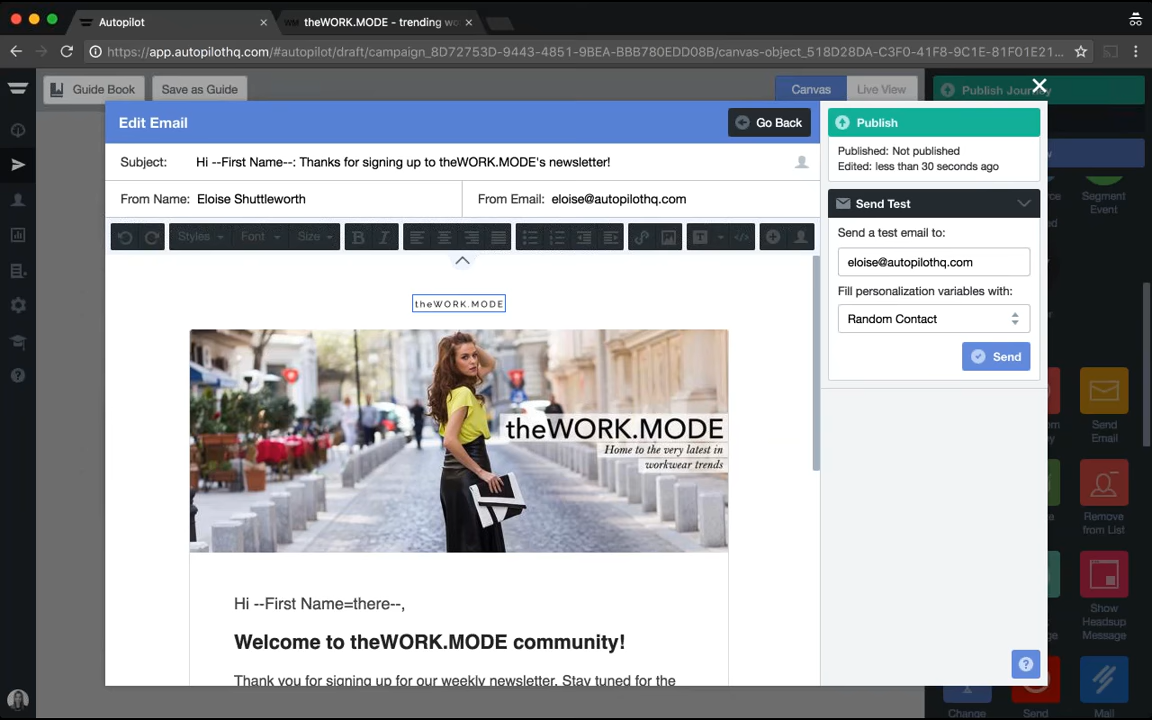 Autopilot
theWORK.MODE - trending wo
https://app.autopilothq.com/#autopilot/draft/campaign_8D72753D-9443-4851-9BEA-BBB780EDD08B/canvas-object_518D28DA-C3F0-41F8-9C1E-81F01E21...
Guide Book
Save as Guide
Canvas
Live View
Publish Journey
Edit Email
Go Back
Publish
Subject: Hi --First Name--: Thanks for signing up to theWORK.MODE's newsletter!
Published: Not published
Edited: less than 30 seconds ago
From Name: Eloise Shuttleworth
From Email: eloise@autopilothq.com
Send Test
Segment
Event
Styles
Font
Size
B I
T
</>
Send a test email to:
eloise@autopilothq.com
Fill personalization variables with:
Random Contact
Send
theWORK.MODE
theWORK.MODE
Home to the very latest in
workwear trends
Send
Email
Remove
from List
Show
Headsup
Message
Hi --First Name=there--,
Welcome to theWORK.MODE community!
Thank you for signing up for our weekly newsletter. Stay tuned for the
Change
Send
Mail